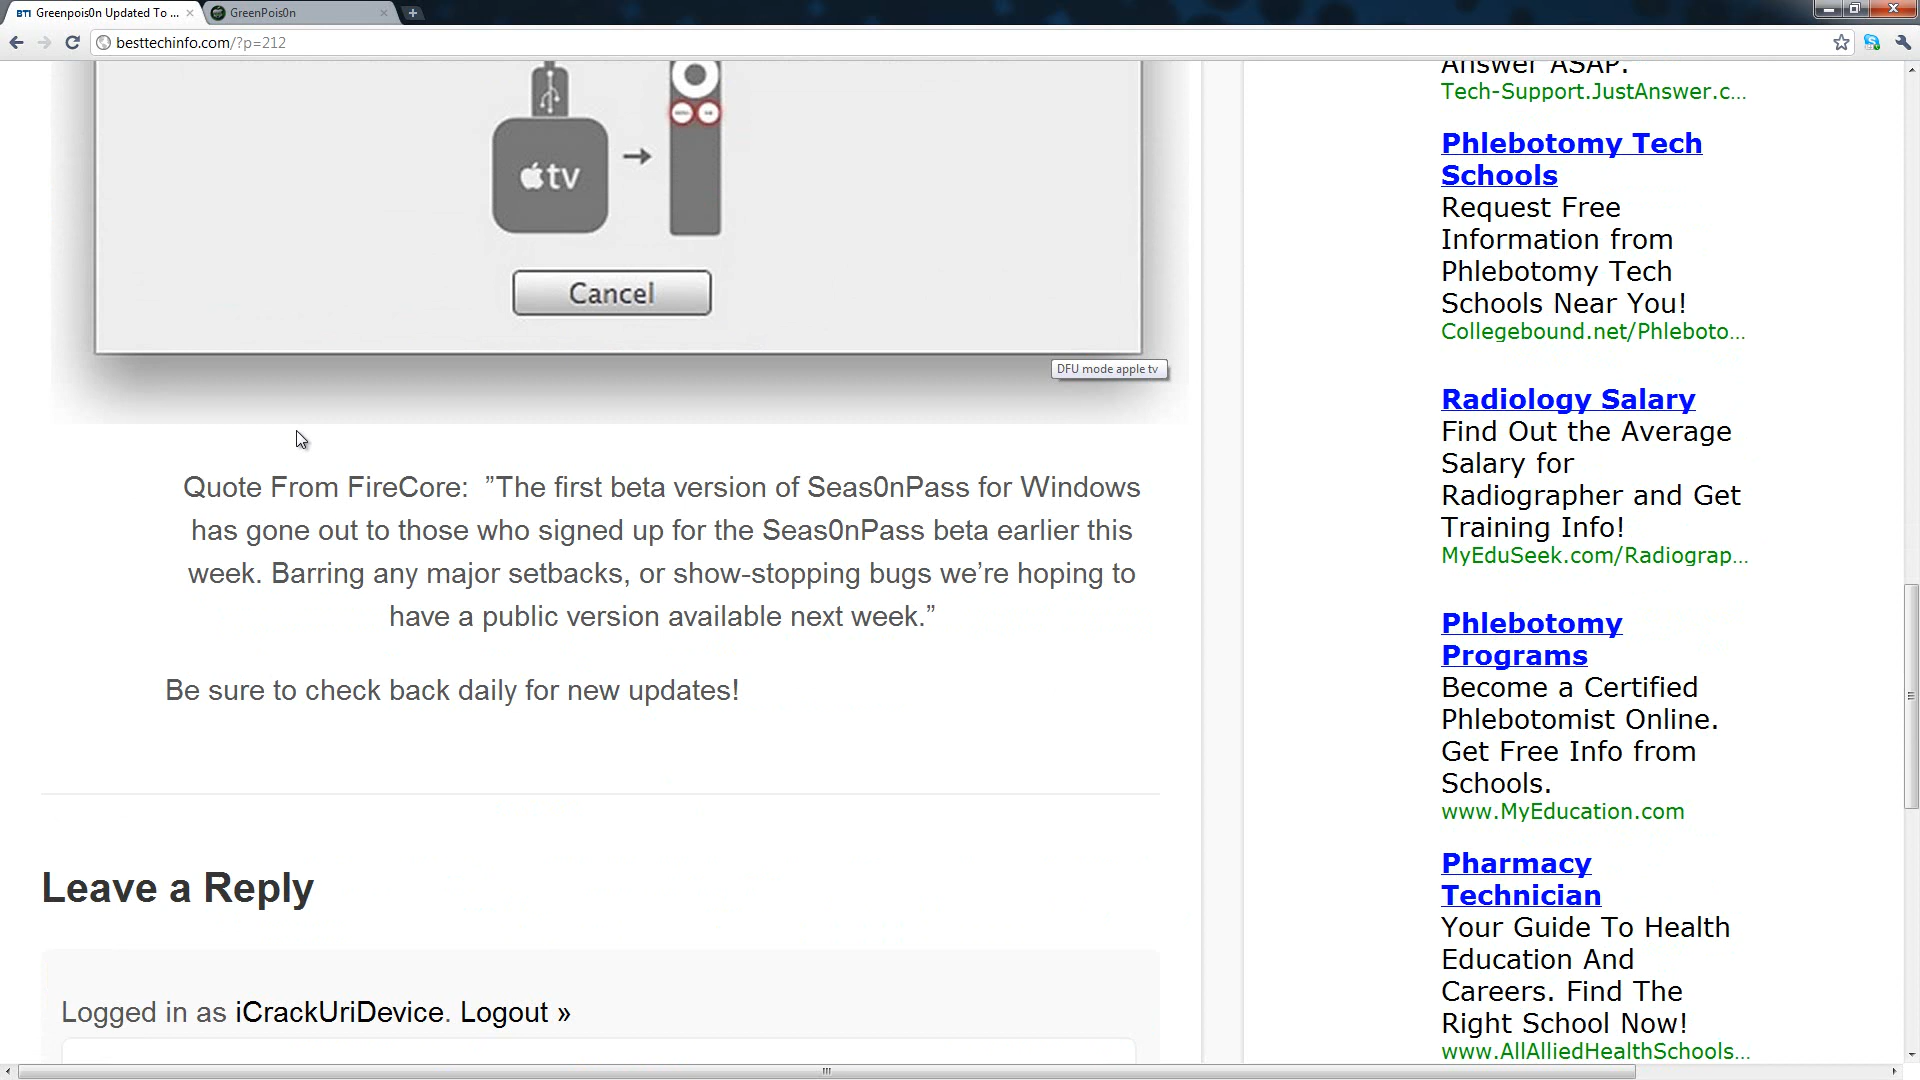 BTI Greenpois0n Updated To ...
GreenPois0n
besttechinfo.com/?p=212
tv
Cancel
DFU mode apple tv
Quote From FireCore:  ”The first beta version of Seas0nPass for Windows
has gone out to those who signed up for the Seas0nPass beta earlier this
week. Barring any major setbacks, or show-stopping bugs we’re hoping to
have a public version available next week.”
Be sure to check back daily for new updates!
Leave a Reply
Logged in as iCrackUriDevice. Logout »
Answer ASAP.
Tech-Support.JustAnswer.c...
Phlebotomy Tech
Schools
Request Free
Information from
Phlebotomy Tech
Schools Near You!
Collegebound.net/Phleboto...
Radiology Salary
Find Out the Average
Salary for
Radiographer and Get
Training Info!
MyEduSeek.com/Radiograp...
Phlebotomy
Programs
Become a Certified
Phlebotomist Online.
Get Free Info from
Schools.
www.MyEducation.com
Pharmacy
Technician
Your Guide To Health
Education And
Careers. Find The
Right School Now!
www.AllAlliedHealthSchools...